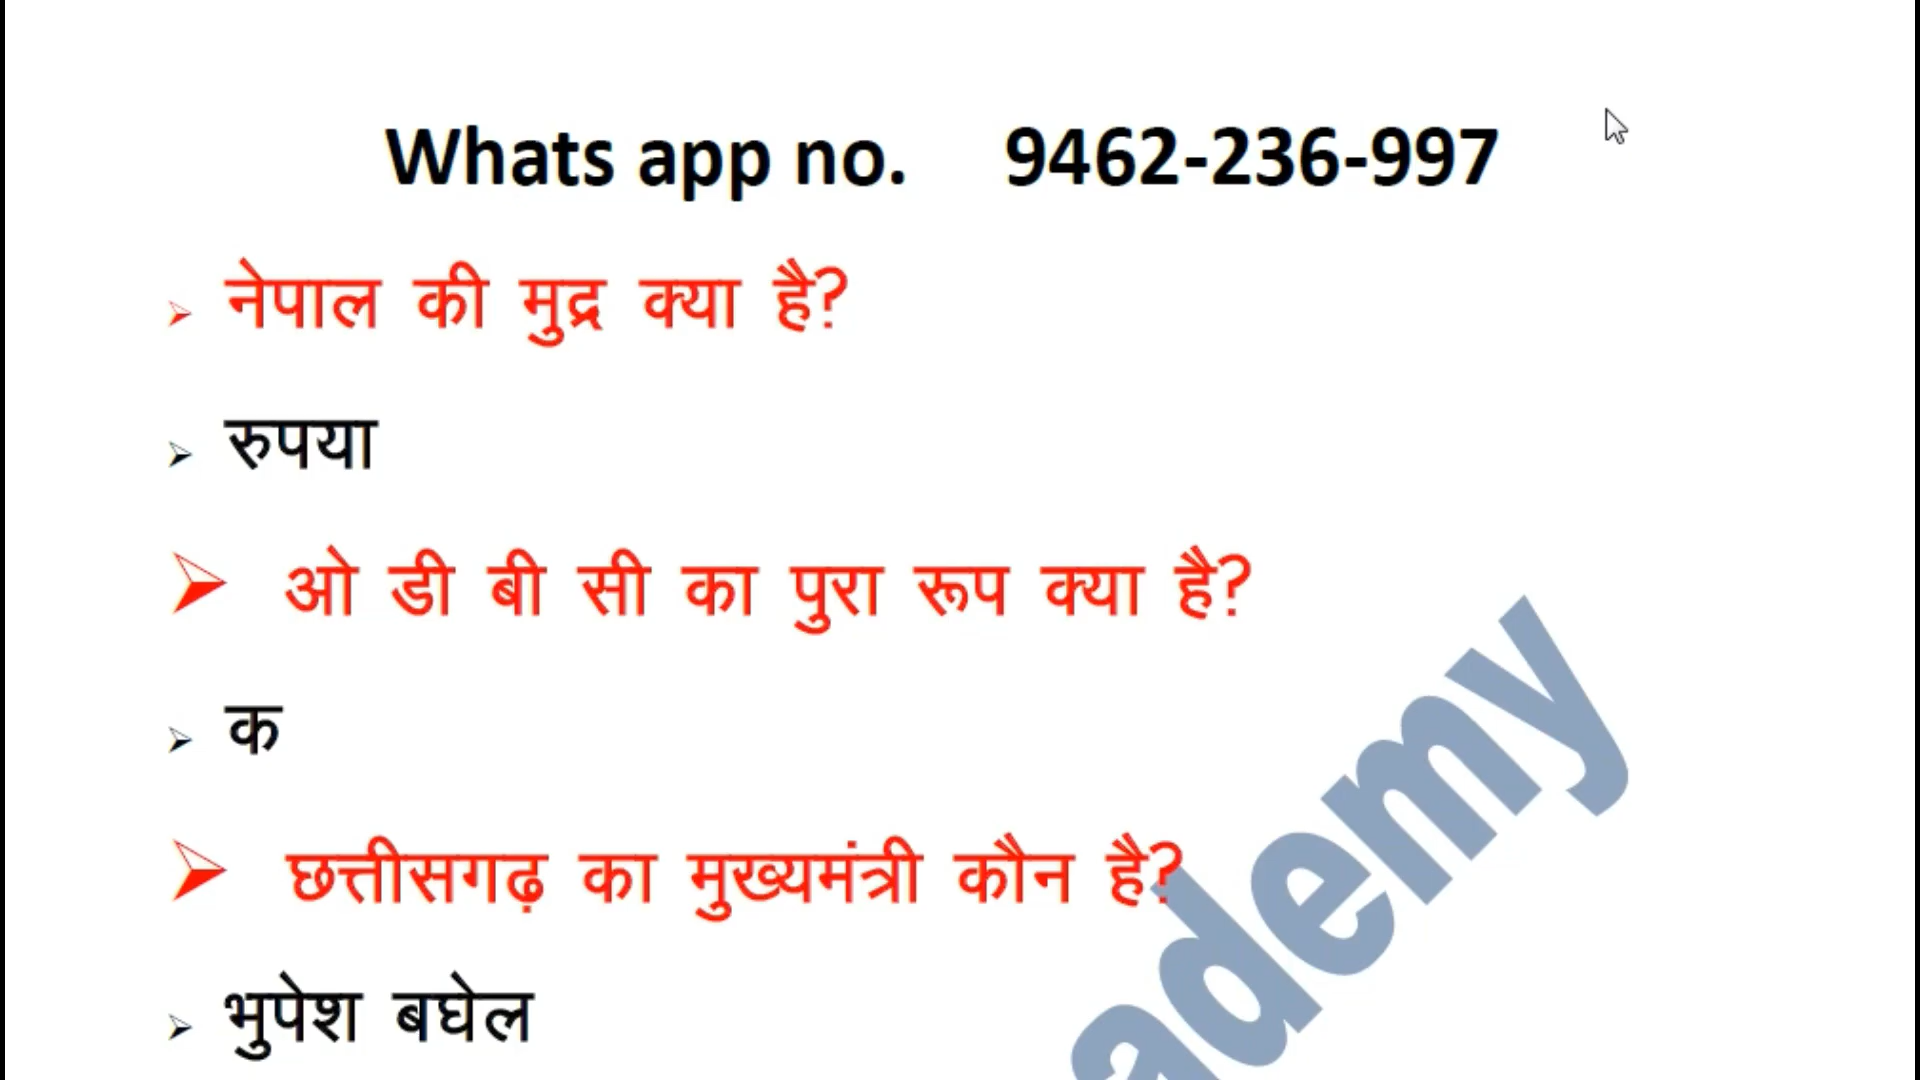 Whats app no. 9462-236-997
नेपाल की मुद्र क्या है?
रुपया
ओ डी बी सी का पुरा रूप क्या है?
क
छत्तीसगढ़ का मुख्यमंत्री कौन है?
भुपेश बघेल
ademy